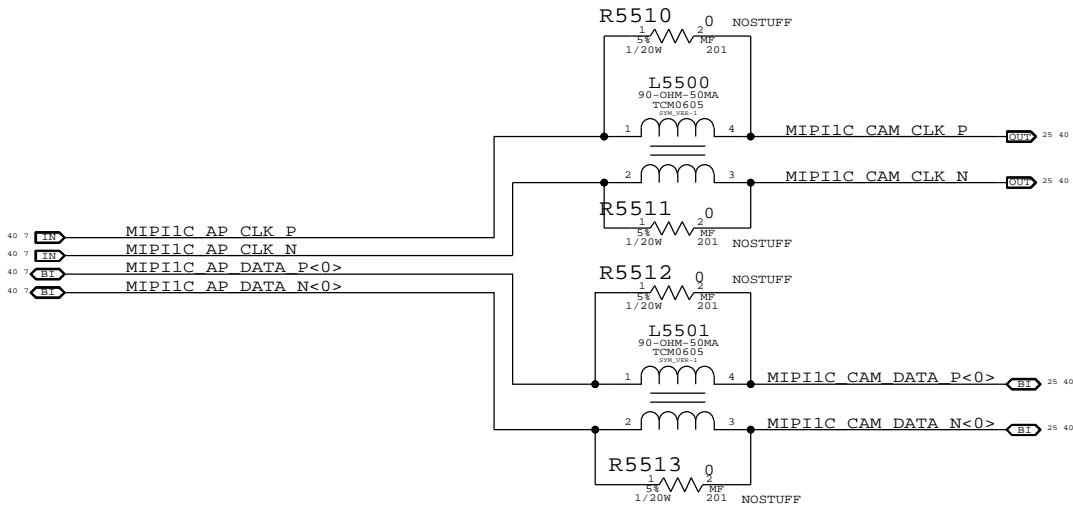 R5510
0 NOSTUFF
1 2
5% MF
1/20W 201
L5500
90-OHM-50MA
TCM0605
SYM_VER-1
1 4 MIPI1C_CAM_CLK_P OUT 25 40
2 3 MIPI1C_CAM_CLK_N OUT 25 40
R5511
0
1 2
5% MF
1/20W 201
NOSTUFF
40 7 IN MIPI1C_AP_CLK_P
40 7 IN MIPI1C_AP_CLK_N
40 7 BI MIPI1C_AP_DATA_P<0>
40 7 BI MIPI1C_AP_DATA_N<0>
R5512
0 NOSTUFF
1 2
5% MF
1/20W 201
L5501
90-OHM-50MA
TCM0605
SYM_VER-1
1 4 MIPI1C_CAM_DATA_P<0> BI 25 40
2 3 MIPI1C_CAM_DATA_N<0> BI 25 40
R5513
0
1 2
5% MF
1/20W 201 NOSTUFF